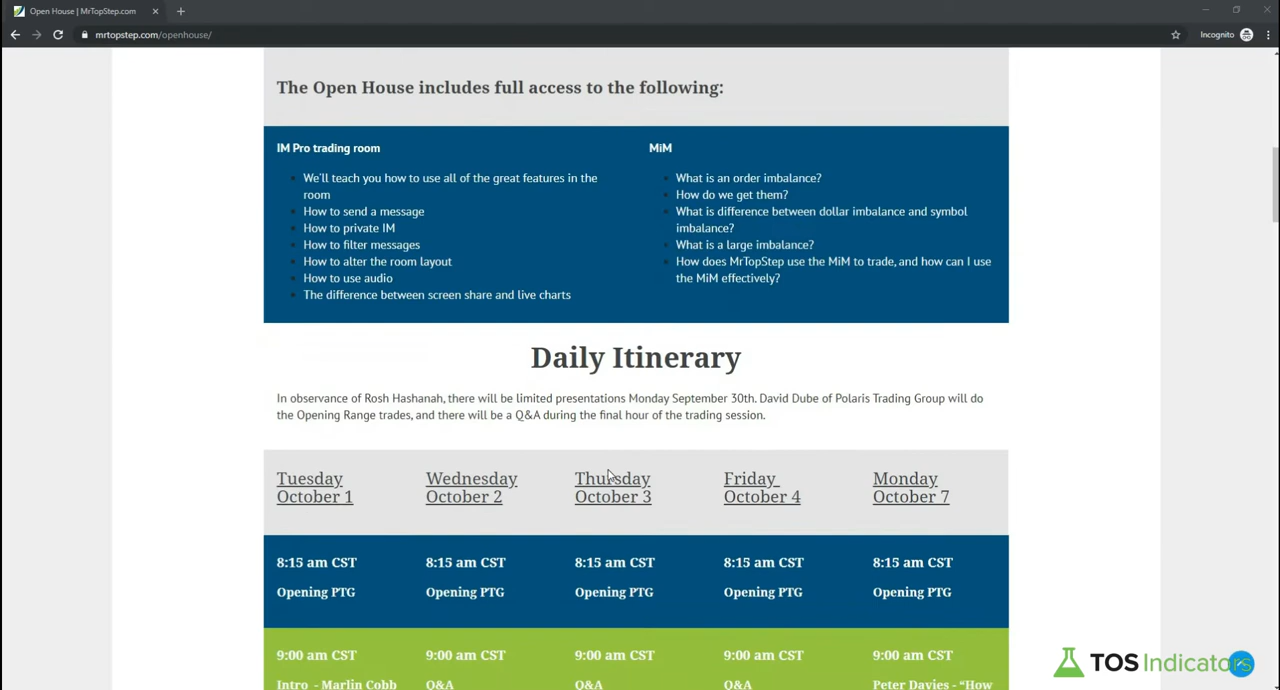 Open House | MrTopStep.com
mrtopstep.com/openhouse/
Incognito
The Open House includes full access to the following:
IM Pro trading room
We'll teach you how to use all of the great features in the
room
How to send a message
How to private IM
How to filter messages
How to alter the room layout
How to use audio
The difference between screen share and live charts
MiM
What is an order imbalance?
How do we get them?
What is difference between dollar imbalance and symbol
imbalance?
What is a large imbalance?
How does MrTopStep use the MiM to trade, and how can I use
the MiM effectively?
Daily Itinerary
In observance of Rosh Hashanah, there will be limited presentations Monday September 30th. David Dube of Polaris Trading Group will do
the Opening Range trades, and there will be a Q&A during the final hour of the trading session.
Tuesday
October 1
Wednesday
October 2
Thursday
October 3
Friday
October 4
Monday
October 7
8:15 am CST
8:15 am CST
8:15 am CST
8:15 am CST
8:15 am CST
Opening PTG
Opening PTG
Opening PTG
Opening PTG
Opening PTG
9:00 am CST
9:00 am CST
9:00 am CST
9:00 am CST
9:00 am CST
Intro - Marlin Cobb
Q&A
Q&A
Q&A
Peter Davies - "How
TOS Indicators